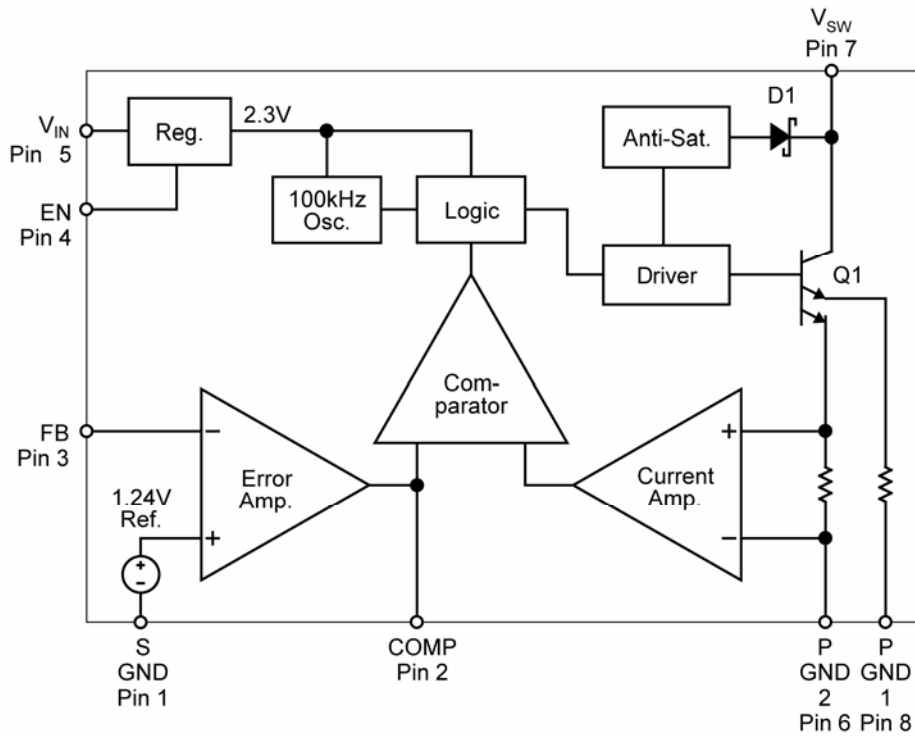 V_SW
Pin 7
D1
V_IN
Pin 5
Reg.
2.3V
Anti-Sat.
EN
Pin 4
100kHz
Osc.
Logic
Driver
Q1
Com-
parator
FB
Pin 3
−
Error
Amp.
+
Current
Amp.
+
−
1.24V
Ref.
+
−
S
GND
Pin 1
COMP
Pin 2
P
GND
2
Pin 6
P
GND
1
Pin 8